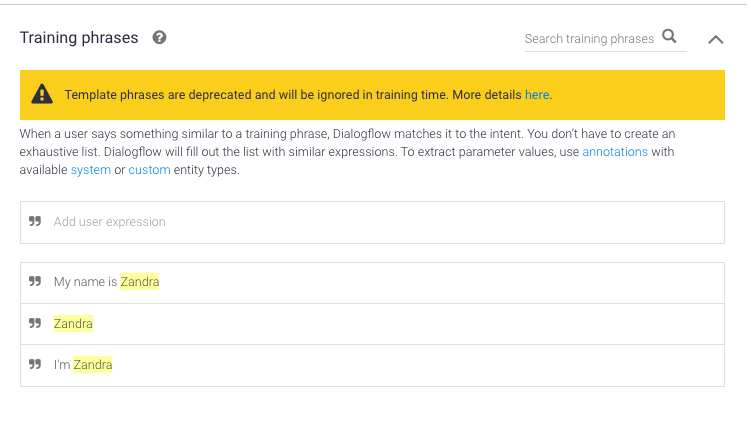 Training phrases
Search training phrases
Template phrases are deprecated and will be ignored in training time. More details here.
When a user says something similar to a training phrase, Dialogflow matches it to the intent. You don't have to create an
exhaustive list. Dialogflow will fill out the list with similar expressions. To extract parameter values, use annotations with
available system or custom entity types.
Add user expression
My name is Zandra
Zandra
I'm Zandra